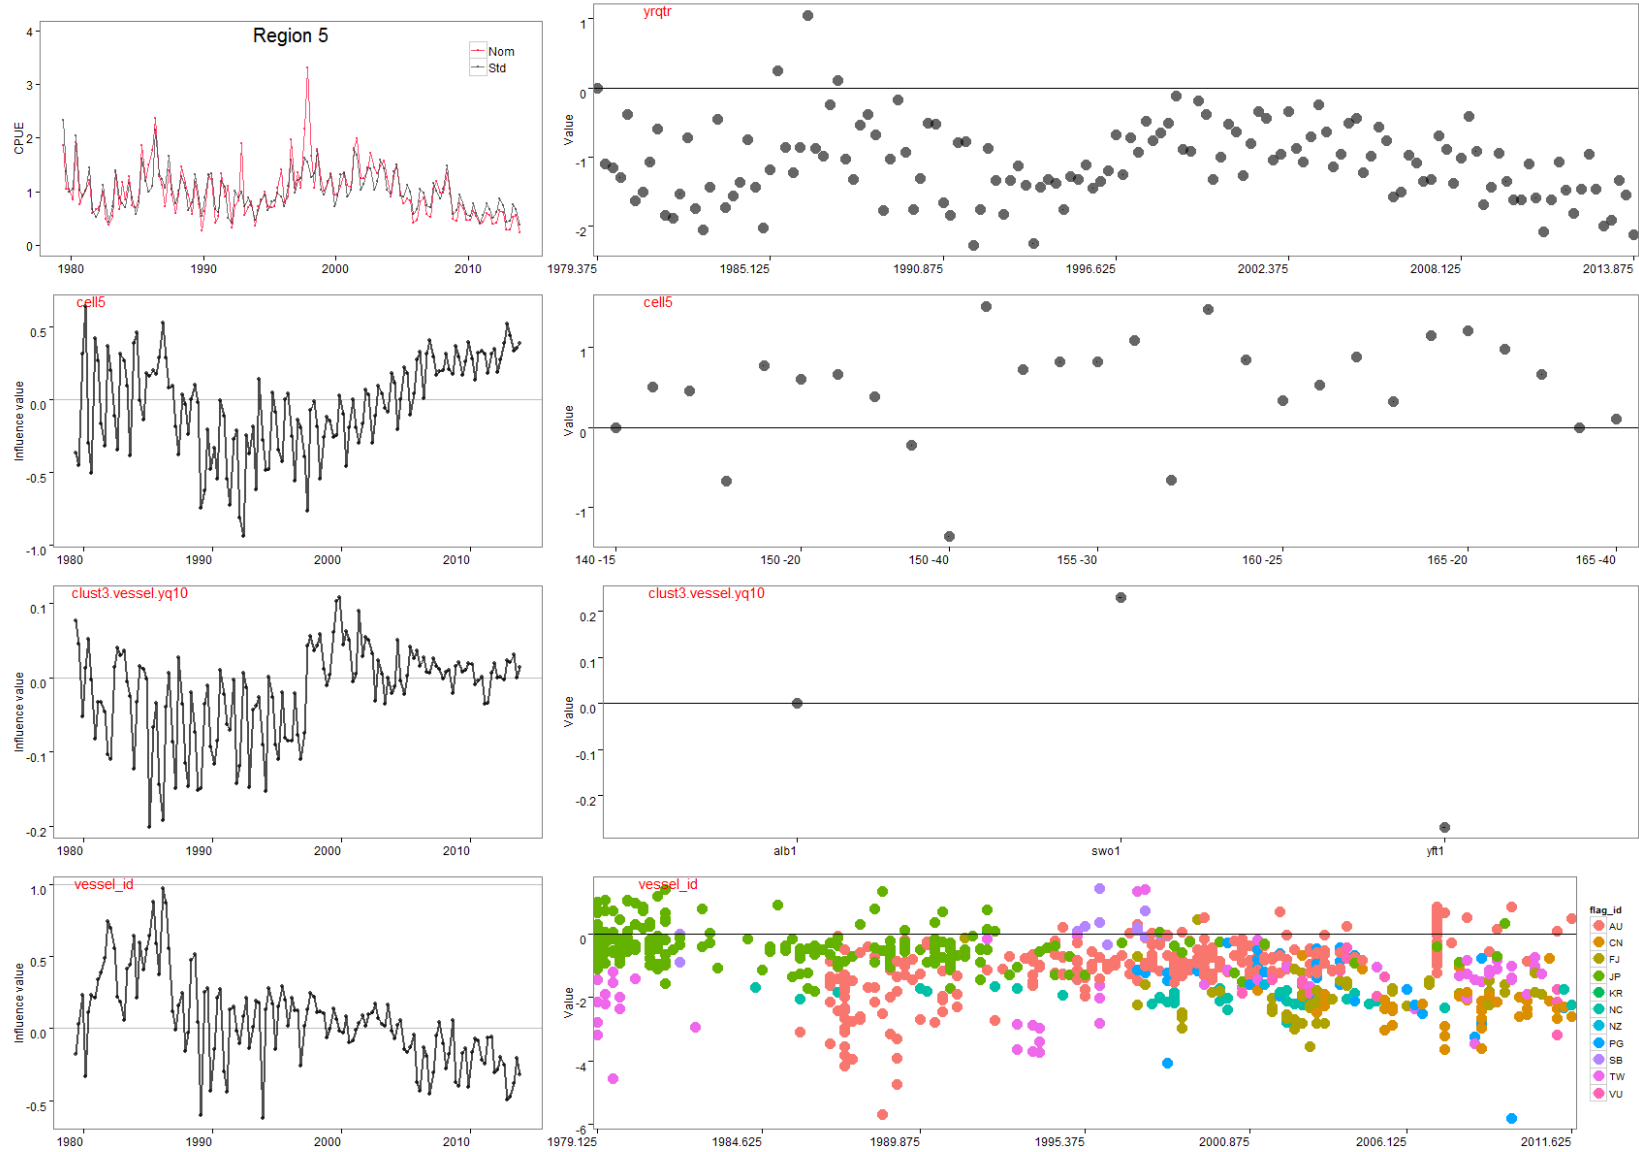 Region 5
Nom
Std
CPUE
4
3
2
1
0
1980
1990
2000
2010
yrqtr
Value
1
0
-1
-2
1979.375
1985.125
1990.875
1996.625
2002.375
2008.125
2013.875
cell5
Influence value
0.5
0.0
-0.5
-1.0
1980
1990
2000
2010
cell5
Value
1
0
-1
140 -15
150 -20
150 -40
155 -30
160 -25
165 -20
165 -40
clust3.vessel.yq10
Influence value
0.1
0.0
-0.1
-0.2
1980
1990
2000
2010
clust3.vessel.yq10
Value
0.2
0.1
0.0
-0.1
-0.2
alb1
swo1
yft1
vessel_id
Influence value
1.0
0.5
0.0
-0.5
1980
1990
2000
2010
vessel_id
Value
0
-2
-4
-6
1979.125
1984.625
1989.875
1995.375
2000.875
2006.125
2011.625
flag_id
AU
CN
FJ
JP
KR
NC
NZ
PG
SB
TW
VU